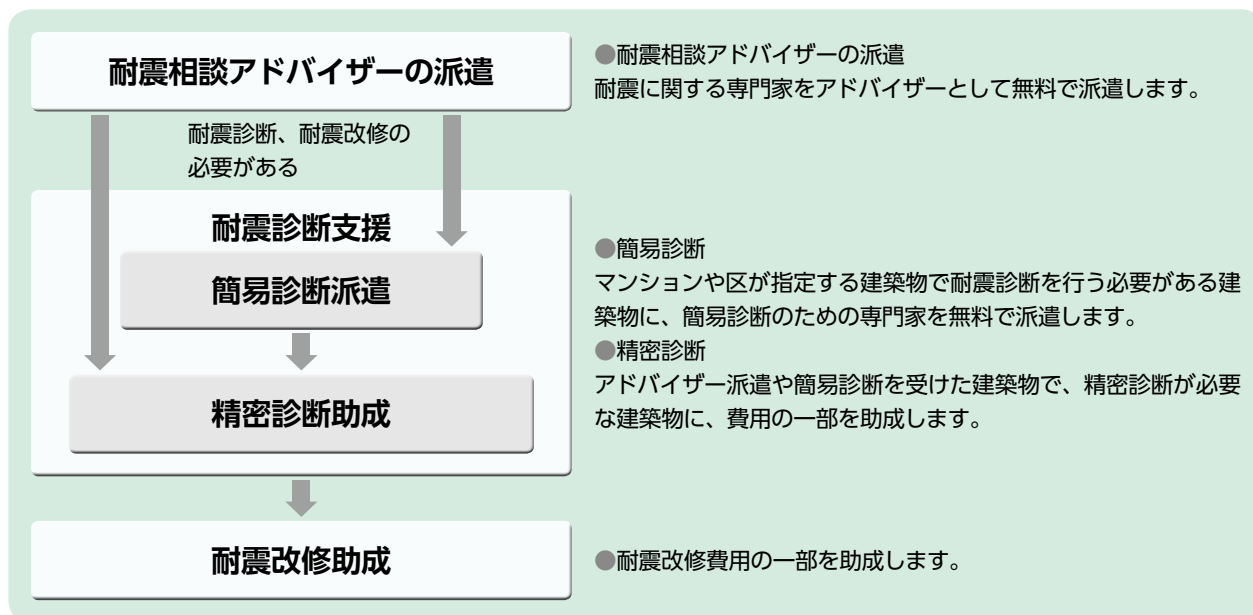 耐震相談アドバイザーの派遣
●耐震相談アドバイザーの派遣
耐震に関する専門家をアドバイザーとして無料で派遣します。
耐震診断、耐震改修の
必要がある
耐震診断支援
簡易診断派遣
●簡易診断
マンションや区が指定する建築物で耐震診断を行う必要がある建
築物に、簡易診断のための専門家を無料で派遣します。
精密診断助成
●精密診断
アドバイザー派遣や簡易診断を受けた建築物で、精密診断が必要
な建築物に、費用の一部を助成します。
耐震改修助成
●耐震改修費用の一部を助成します。